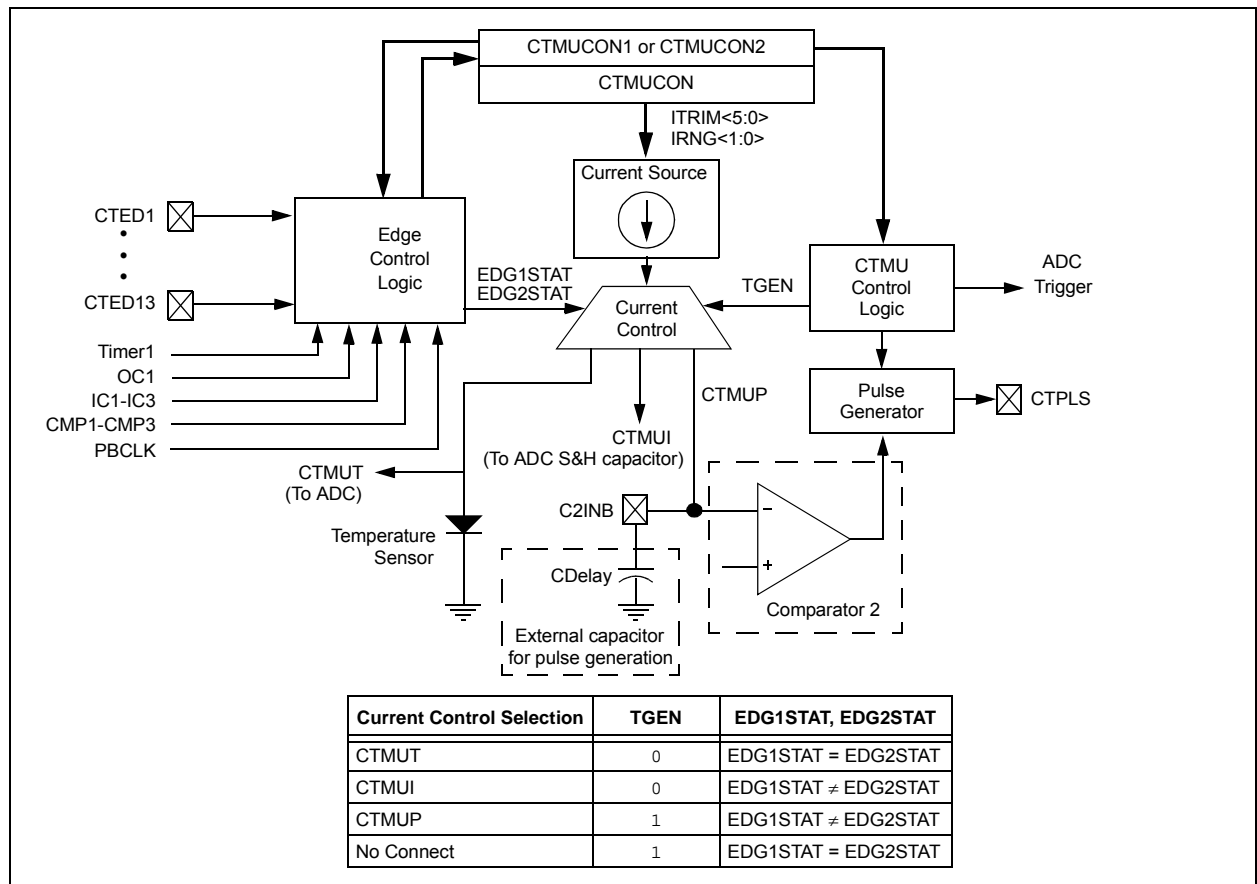 CTMUCON1 or CTMUCON2
CTMUCON
ITRIM<5:0>
IRNG<1:0>
Current Source
CTED1
CTED13
Edge
Control
Logic
EDG1STAT
EDG2STAT
Current
Control
TGEN
CTMU
Control
Logic
ADC
Trigger
Timer1
OC1
IC1-IC3
CMP1-CMP3
PBCLK
CTMUP
Pulse
Generator
CTPLS
CTMUI
(To ADC S&H capacitor)
CTMUT
(To ADC)
C2INB
Temperature
Sensor
CDelay
External capacitor
for pulse generation
–
+
Comparator 2
Current Control Selection TGEN EDG1STAT, EDG2STAT
CTMUT 0 EDG1STAT = EDG2STAT
CTMUI 0 EDG1STAT ≠ EDG2STAT
CTMUP 1 EDG1STAT ≠ EDG2STAT
No Connect 1 EDG1STAT = EDG2STAT